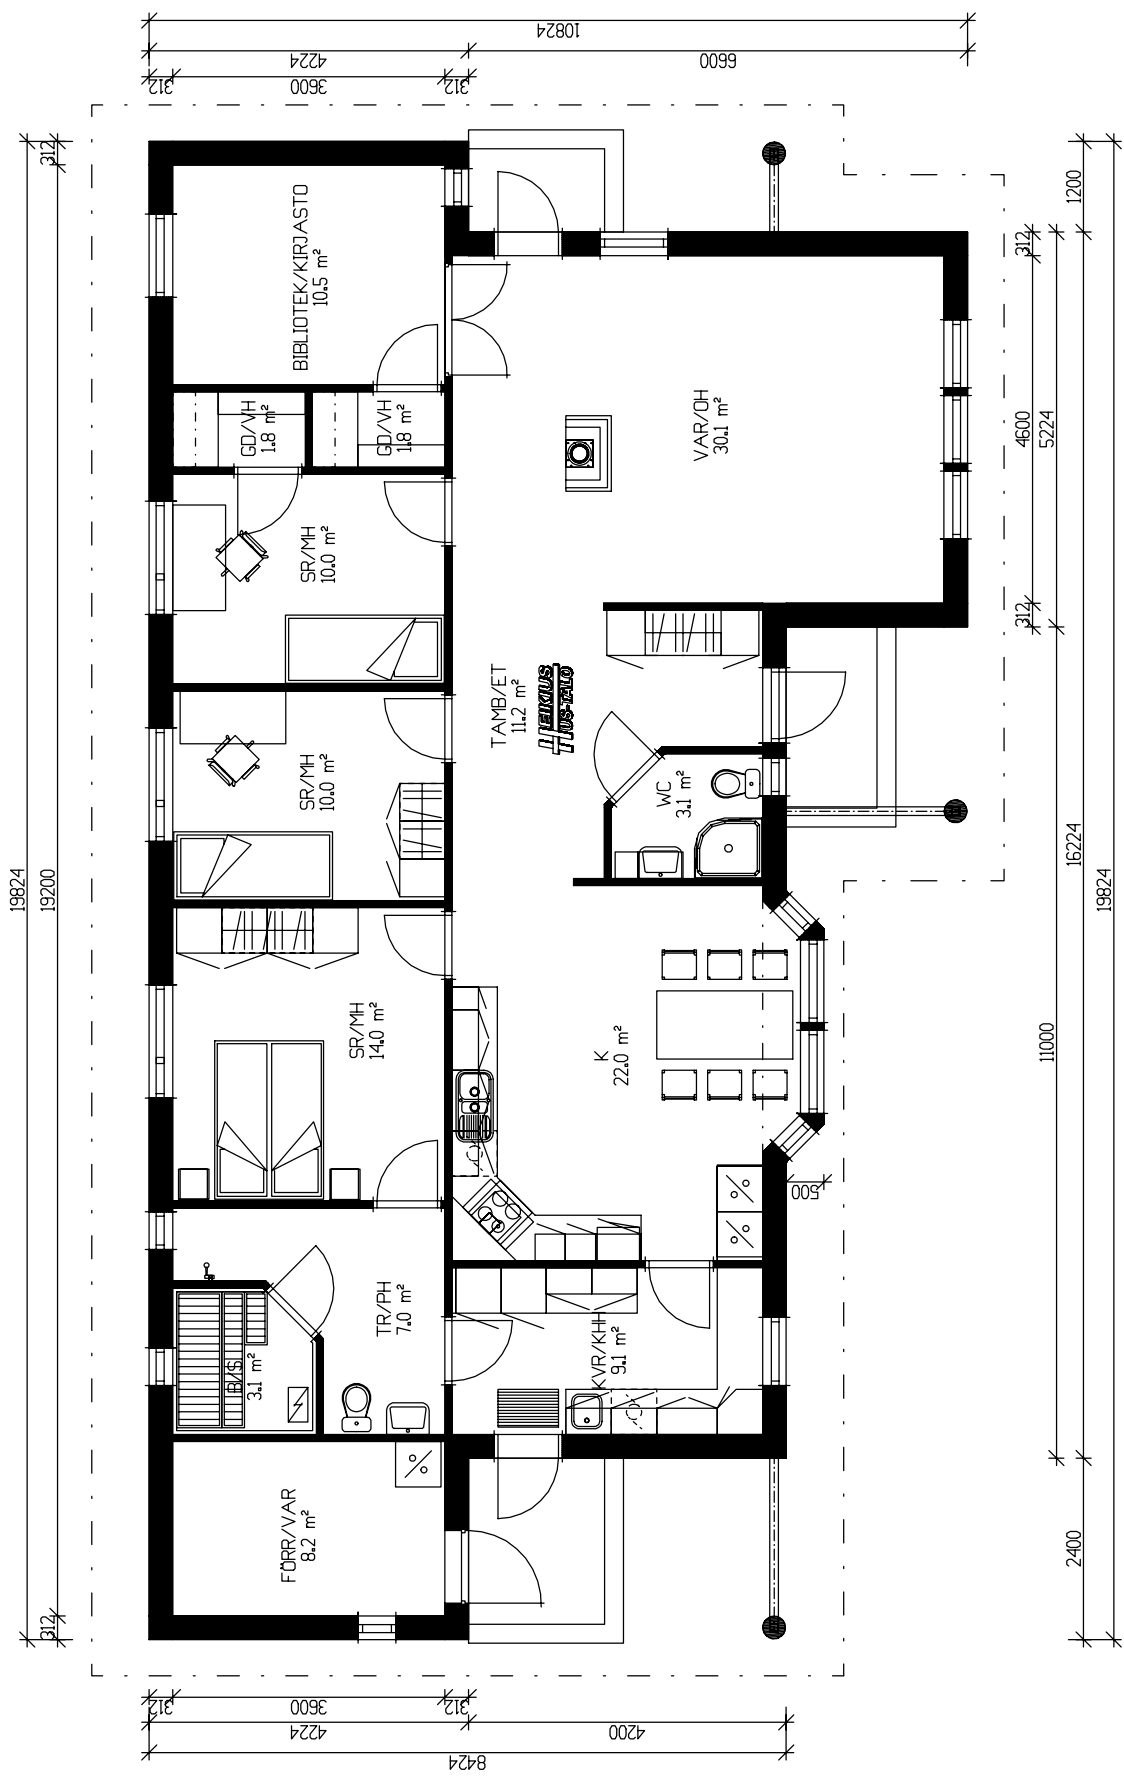 10824
4224
6600
312
3600
312
19824
19200
312
312
BIBLIOTEK/KIRJASTO
10.5 m²
GD/VH
1.8 m²
GD/VH
1.8 m²
VAR/OH
30.1 m²
SR/MH
10.0 m²
SR/MH
10.0 m²
TAMB/ET
11.2 m²
HEIKIUS
HUS-TALO
WC
3.1 m²
SR/MH
14.0 m²
K
22.0 m²
TR/PH
7.0 m²
B/S
3.1 m²
KVR/KHH
9.1 m²
FÖRR/VAR
8.2 m²
500
312
4600
312
5224
11000
1200
16224
2400
19824
312
3600
312
4224
4200
8424